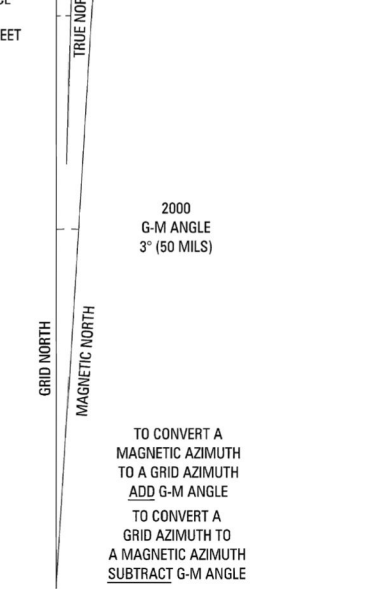 EET
TRUE NOR
2000
G-M ANGLE
3° (50 MILS)
GRID NORTH
MAGNETIC NORTH
TO CONVERT A
MAGNETIC AZIMUTH
TO A GRID AZIMUTH
ADD G-M ANGLE
TO CONVERT A
GRID AZIMUTH TO
A MAGNETIC AZIMUTH
SUBTRACT G-M ANGLE